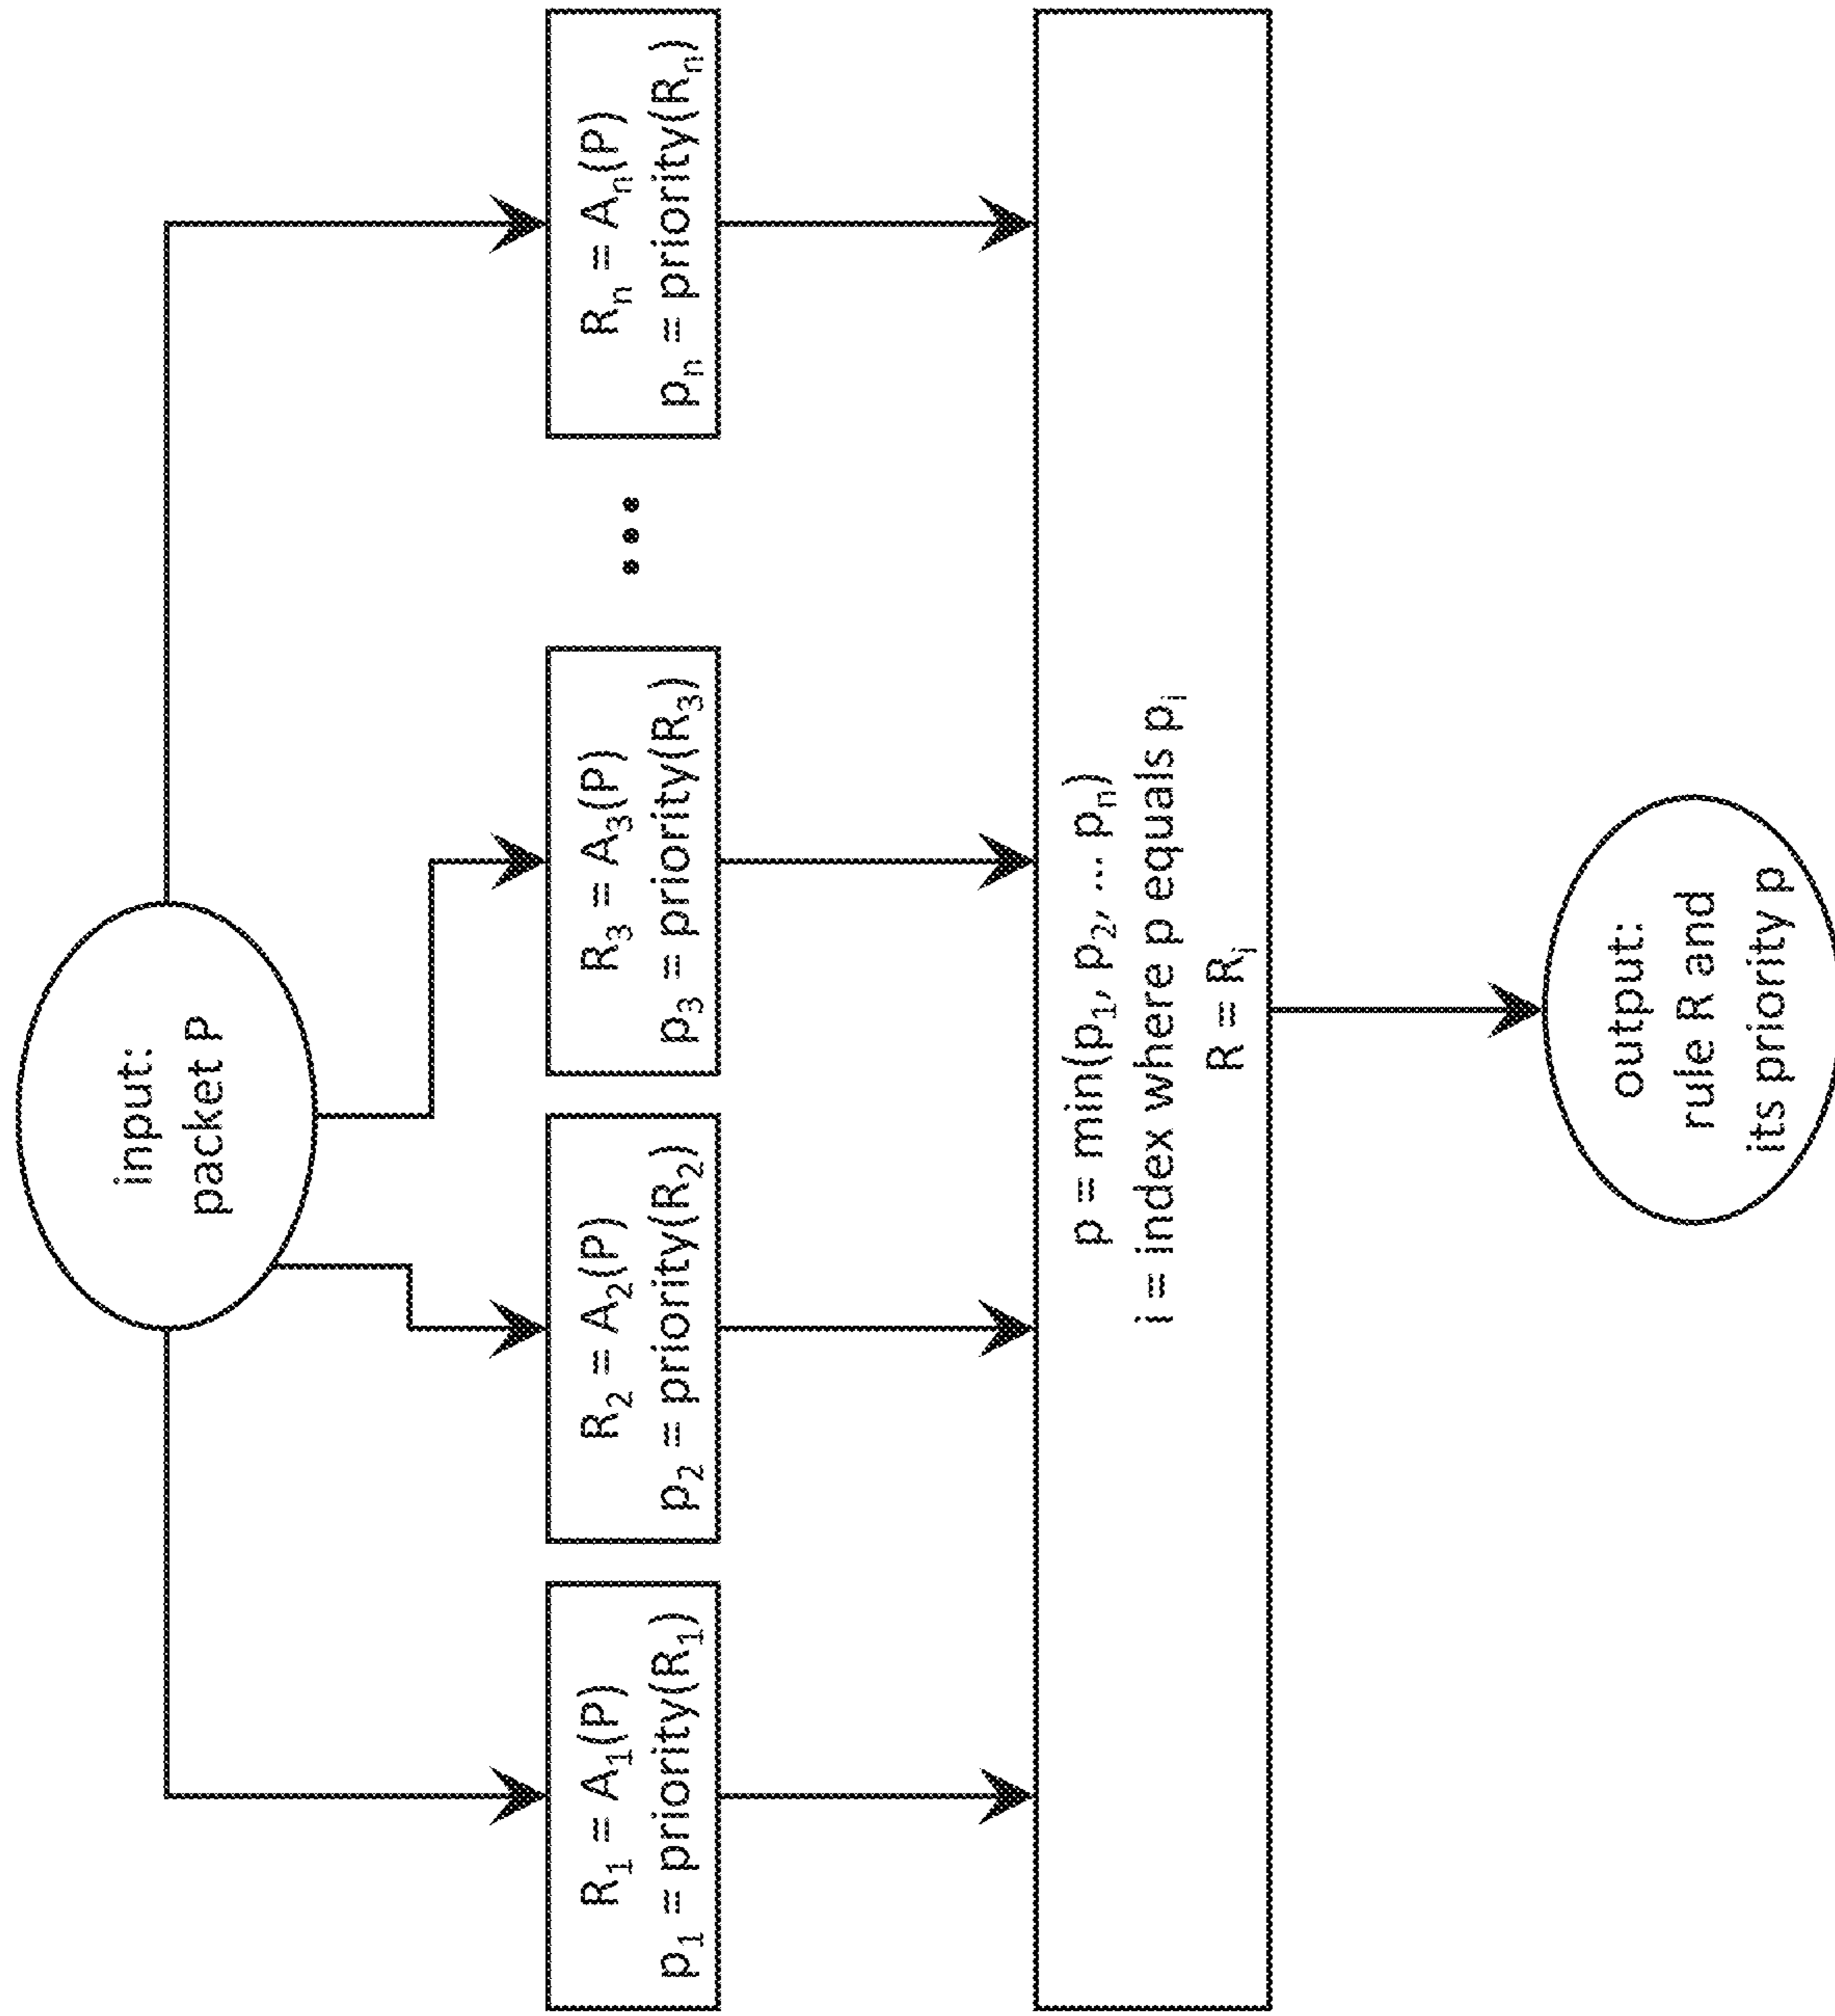 input:
packet P
R₁ = A₁(P)
p₁ = priority(R₁)
R₂ = A₂(P)
p₂ = priority(R₂)
R₃ = A₃(P)
p₃ = priority(R₃)
•••
Rₙ = Aₙ(P)
pₙ = priority(Rₙ)
p = min(p₁, p₂, ... pₙ)
i = index where p equals pᵢ
R = Rᵢ
output:
rule R and
its priority p